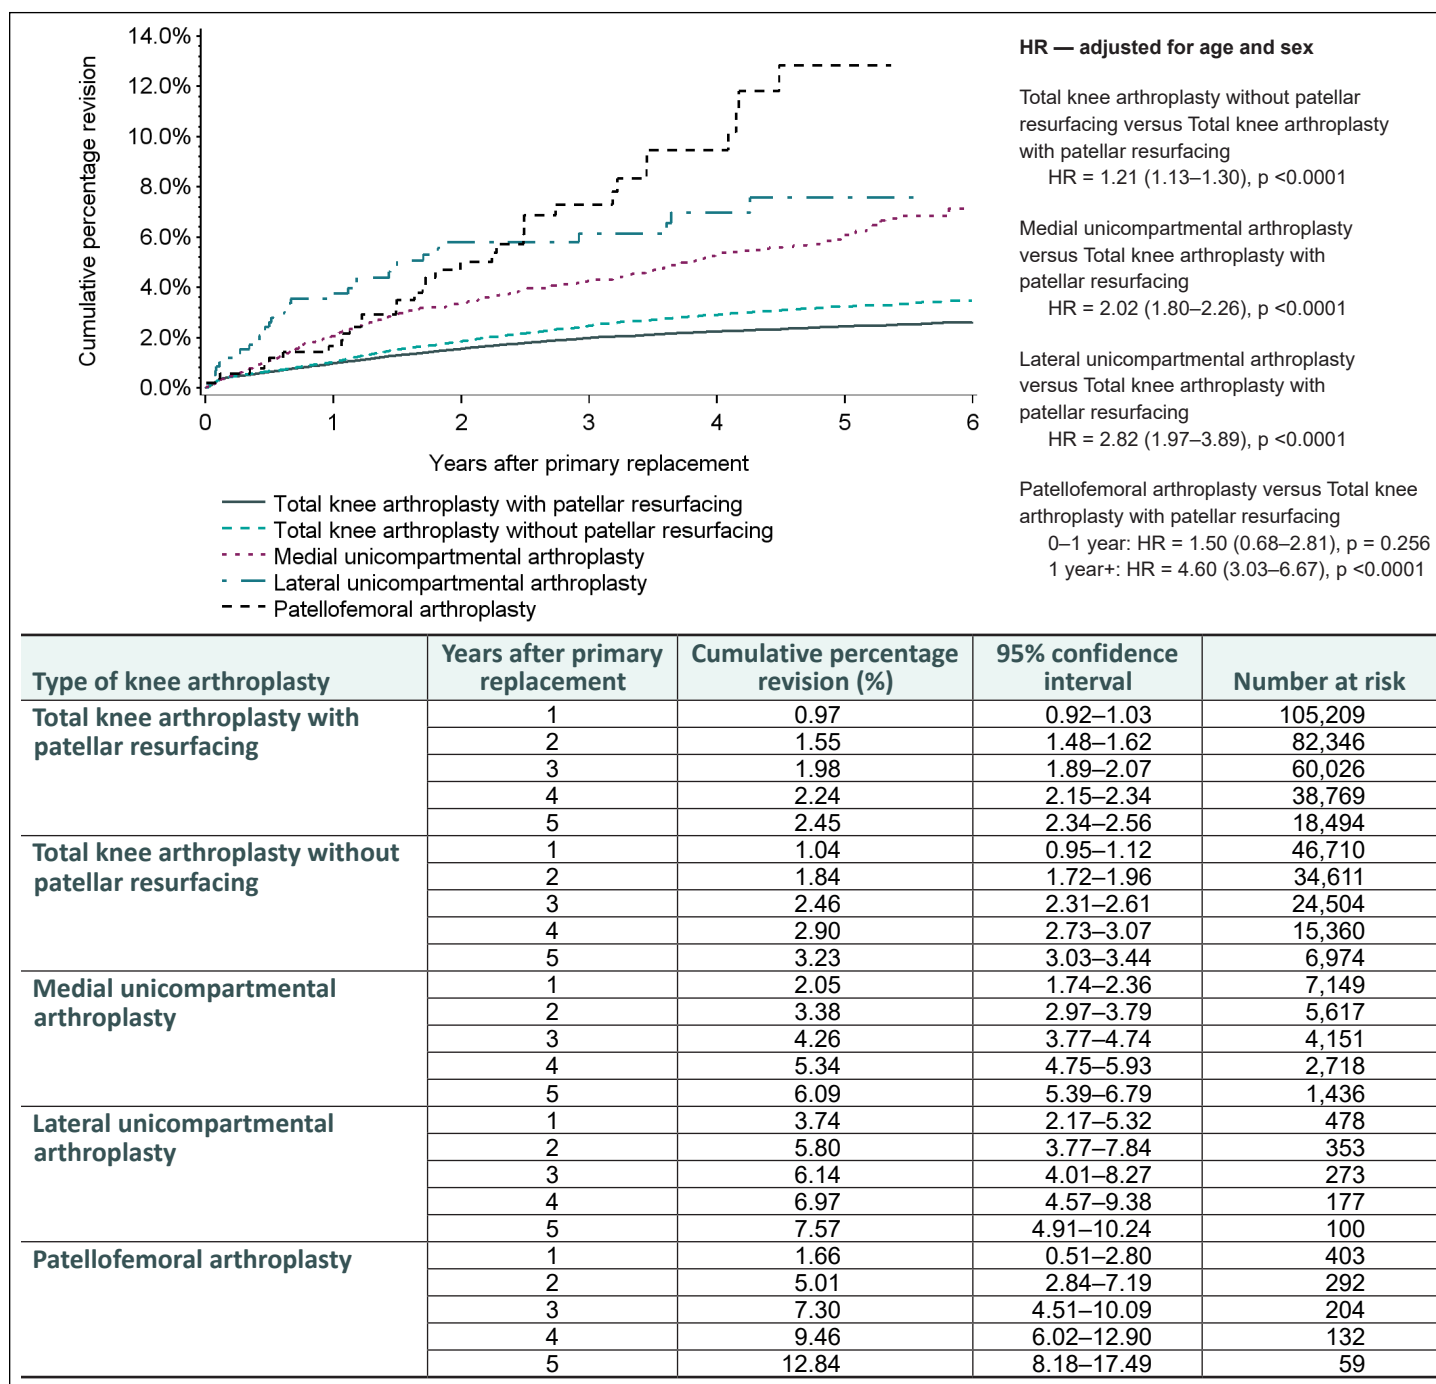 14.0%
12.0%
10.0%
8.0%
6.0%
4.0%
2.0%
0.0%
Cumulative percentage revision
0 1 2 3 4 5 6
Years after primary replacement
Total knee arthroplasty with patellar resurfacing
Total knee arthroplasty without patellar resurfacing
Medial unicompartmental arthroplasty
Lateral unicompartmental arthroplasty
Patellofemoral arthroplasty
HR — adjusted for age and sex
Total knee arthroplasty without patellar
resurfacing versus Total knee arthroplasty
with patellar resurfacing
HR = 1.21 (1.13–1.30), p <0.0001
Medial unicompartmental arthroplasty
versus Total knee arthroplasty with
patellar resurfacing
HR = 2.02 (1.80–2.26), p <0.0001
Lateral unicompartmental arthroplasty
versus Total knee arthroplasty with
patellar resurfacing
HR = 2.82 (1.97–3.89), p <0.0001
Patellofemoral arthroplasty versus Total knee
arthroplasty with patellar resurfacing
0–1 year: HR = 1.50 (0.68–2.81), p = 0.256
1 year+: HR = 4.60 (3.03–6.67), p <0.0001
Type of knee arthroplasty Years after primary replacement Cumulative percentage revision (%) 95% confidence interval Number at risk
Total knee arthroplasty with patellar resurfacing 1 0.97 0.92–1.03 105,209
2 1.55 1.48–1.62 82,346
3 1.98 1.89–2.07 60,026
4 2.24 2.15–2.34 38,769
5 2.45 2.34–2.56 18,494
Total knee arthroplasty without patellar resurfacing 1 1.04 0.95–1.12 46,710
2 1.84 1.72–1.96 34,611
3 2.46 2.31–2.61 24,504
4 2.90 2.73–3.07 15,360
5 3.23 3.03–3.44 6,974
Medial unicompartmental arthroplasty 1 2.05 1.74–2.36 7,149
2 3.38 2.97–3.79 5,617
3 4.26 3.77–4.74 4,151
4 5.34 4.75–5.93 2,718
5 6.09 5.39–6.79 1,436
Lateral unicompartmental arthroplasty 1 3.74 2.17–5.32 478
2 5.80 3.77–7.84 353
3 6.14 4.01–8.27 273
4 6.97 4.57–9.38 177
5 7.57 4.91–10.24 100
Patellofemoral arthroplasty 1 1.66 0.51–2.80 403
2 5.01 2.84–7.19 292
3 7.30 4.51–10.09 204
4 9.46 6.02–12.90 132
5 12.84 8.18–17.49 59